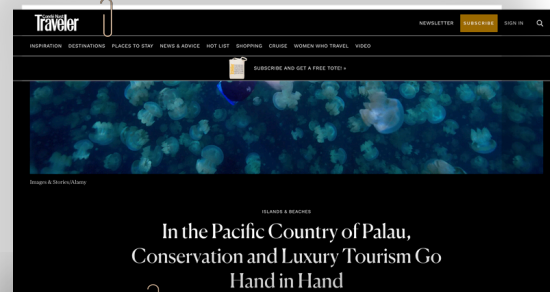 Condé Nast
Traveler
NEWSLETTER SUBSCRIBE SIGN IN
INSPIRATION DESTINATIONS PLACES TO STAY NEWS & ADVICE HOT LIST SHOPPING CRUISE WOMEN WHO TRAVEL VIDEO
SUBSCRIBE AND GET A FREE TOTE! »
Images & Stories/Alamy
ISLANDS & BEACHES
In the Pacific Country of Palau,
Conservation and Luxury Tourism Go
Hand in Hand